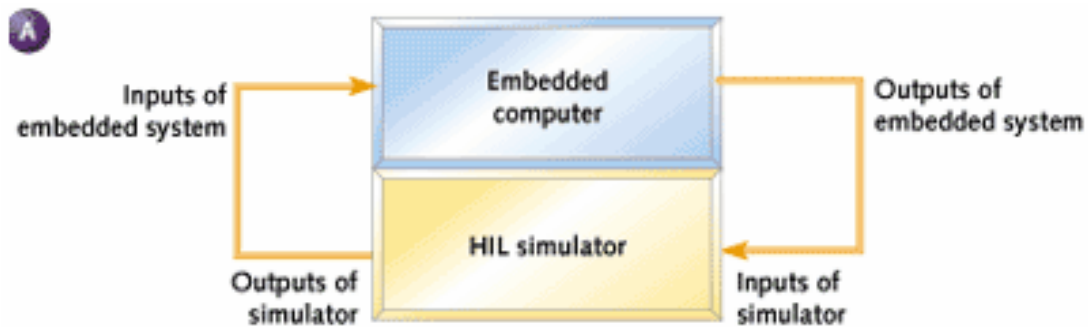 A
Inputs of
embedded system
Embedded
computer
Outputs of
embedded system
HIL simulator
Outputs of
simulator
Inputs of
simulator